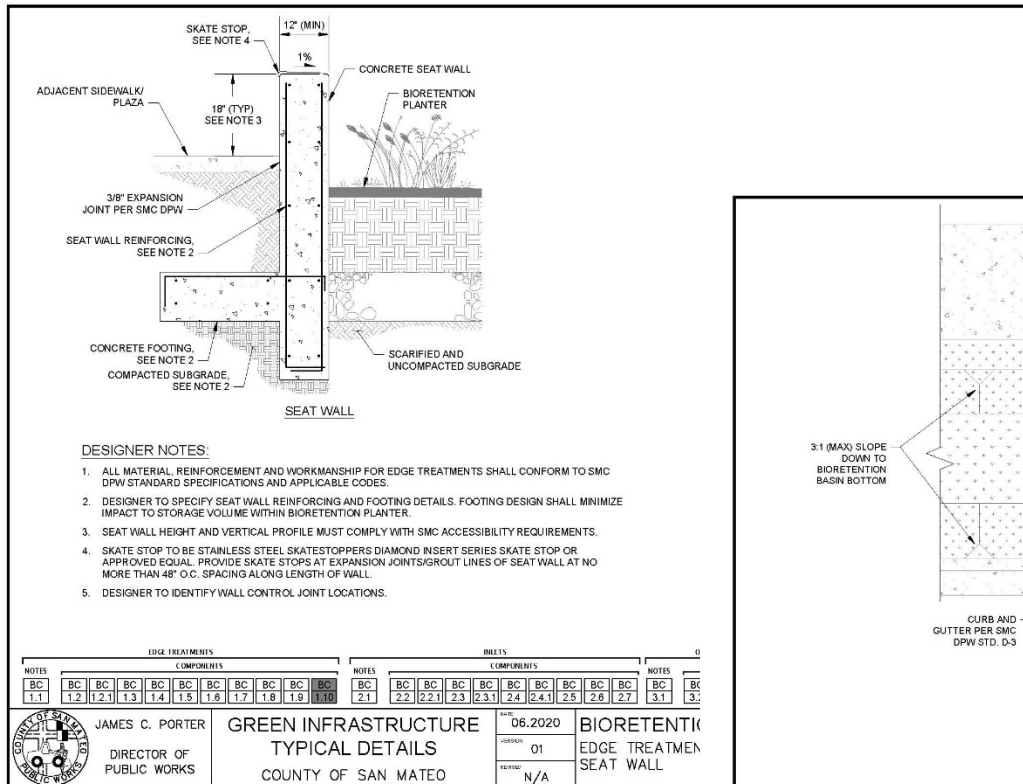 SKATE STOP,
SEE NOTE 4
12" (MIN)
1%
CONCRETE SEAT WALL
BIORETENTION
PLANTER
ADJACENT SIDEWALK/
PLAZA
18" (TYP)
SEE NOTE 3
3/8" EXPANSION
JOINT PER SMC DPW
SEAT WALL REINFORCING,
SEE NOTE 2
CONCRETE FOOTING,
SEE NOTE 2
COMPACTED SUBGRADE,
SEE NOTE 2
SCARIFIED AND
UNCOMPACTED SUBGRADE
SEAT WALL
DESIGNER NOTES:
1. ALL MATERIAL, REINFORCEMENT AND WORKMANSHIP FOR EDGE TREATMENTS SHALL CONFORM TO SMC
DPW STANDARD SPECIFICATIONS AND APPLICABLE CODES.
2. DESIGNER TO SPECIFY SEAT WALL REINFORCING AND FOOTING DETAILS. FOOTING DESIGN SHALL MINIMIZE
IMPACT TO STORAGE VOLUME WITHIN BIORETENTION PLANTER.
3. SEAT WALL HEIGHT AND VERTICAL PROFILE MUST COMPLY WITH SMC ACCESSIBILITY REQUIREMENTS.
4. SKATE STOP TO BE STAINLESS STEEL SKATESTOPPERS DIAMOND INSERT SERIES SKATE STOP OR
APPROVED EQUAL. PROVIDE SKATE STOPS AT EXPANSION JOINTS/GROUT LINES OF SEAT WALL AT NO
MORE THAN 48" O.C. SPACING ALONG LENGTH OF WALL.
5. DESIGNER TO IDENTIFY WALL CONTROL JOINT LOCATIONS.
EDGE TREATMENTS INLETS O
NOTES COMPONENTS NOTES COMPONENTS NOTES
BC BC BC BC BC BC BC BC BC BC BC BC BC BC BC BC BC BC BC BC BC BC
1.1 1.2 1.2.1 1.3 1.4 1.5 1.6 1.7 1.8 1.9 1.10 2.1 2.2 2.2.1 2.3 2.3.1 2.4 2.4.1 2.5 2.6 2.7 3.1 3.
COUNTY OF SAN MATEO
PUBLIC WORKS
JAMES C. PORTER
DIRECTOR OF
PUBLIC WORKS
GREEN INFRASTRUCTURE
TYPICAL DETAILS
COUNTY OF SAN MATEO
DATE
06.2020
VERSION
01
REVISED
N/A
BIORETENTIO
EDGE TREATMEN
SEAT WALL
3:1 (MAX) SLOPE
DOWN TO
BIORETENTION
BASIN BOTTOM
CURB AND
GUTTER PER SMC
DPW STD. D-3